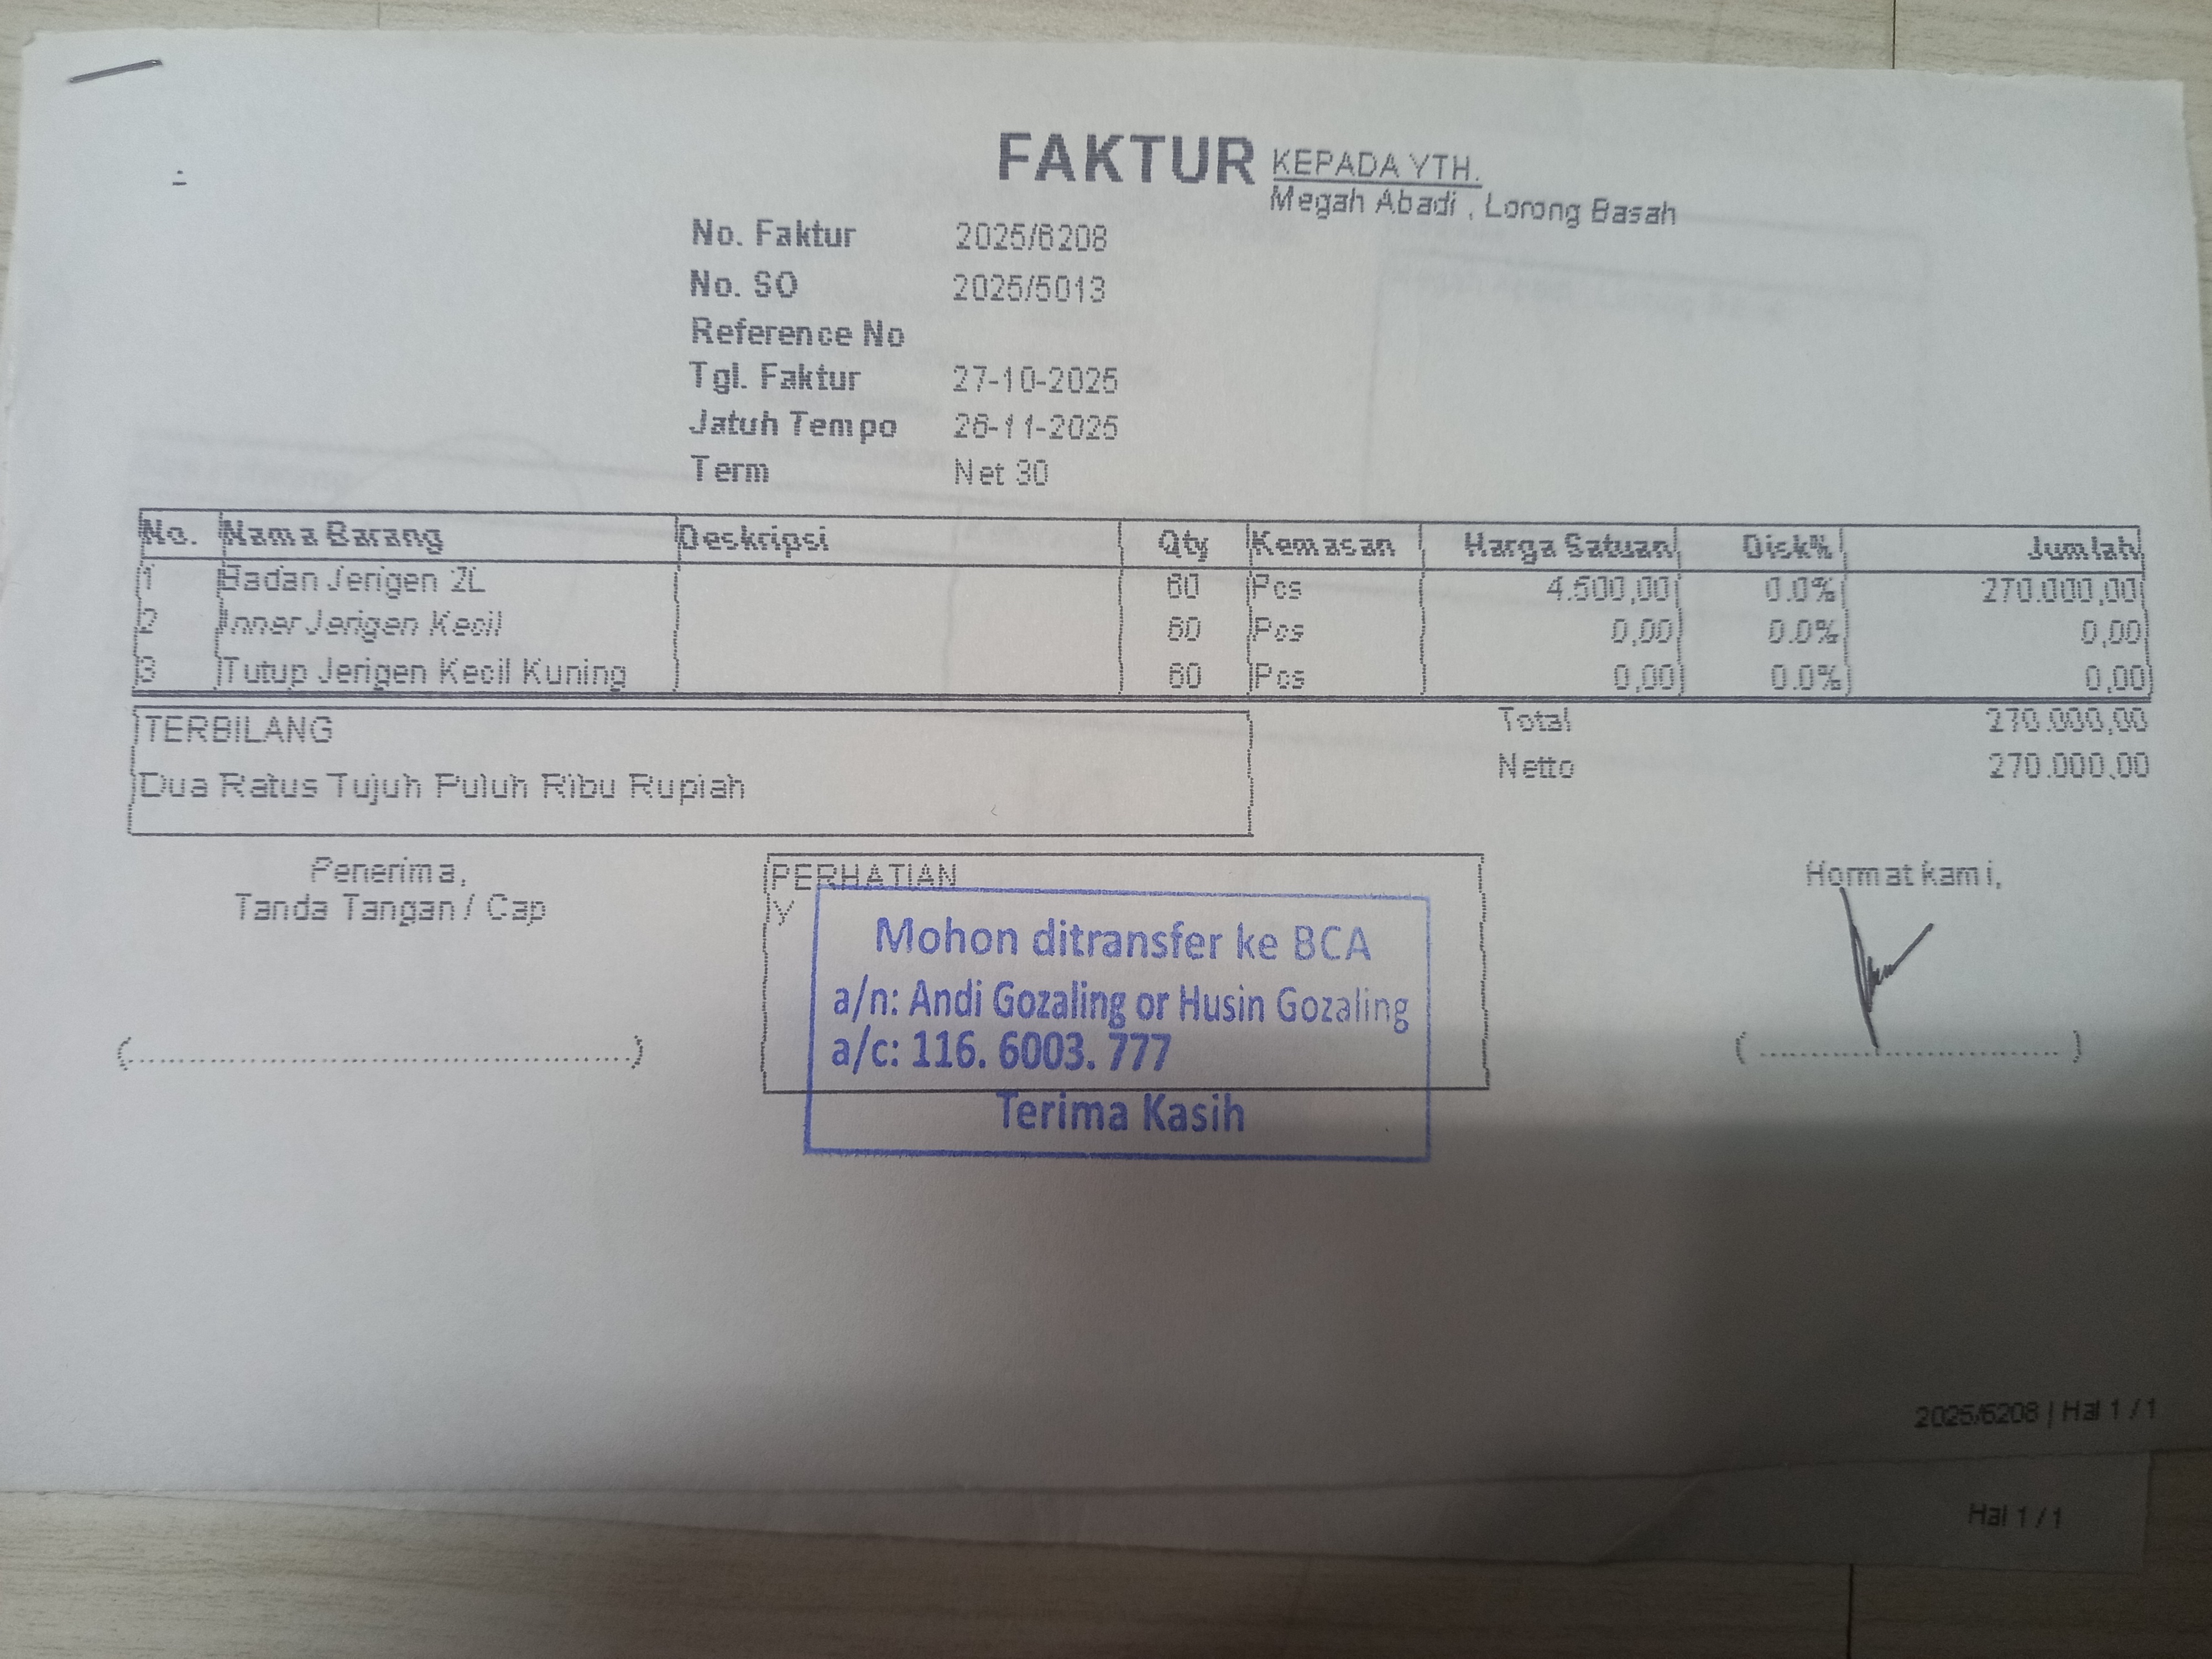 FAKTUR
KEPADA YTH.
Megah Abadi , Lorong Basah
No. Faktur 2025/6208
No. SO 2025/5013
Reference No
Tgl. Faktur 27-10-2025
Jatuh Tempo 26-11-2025
Term Net 30
No. Nama Barang Deskripsi Qty Kemasan Harga Satuan Disk% Jumlah
1 Badan Jerigen 2L 60 Pcs 4.500,00 0.0% 270.000,00
2 Inner Jerigen Kecil 60 Pcs 0,00 0.0% 0,00
3 Tutup Jerigen Kecil Kuning 60 Pcs 0,00 0.0% 0,00
Total 270.000,00
Netto 270.000,00
TERBILANG
Dua Ratus Tujuh Puluh Ribu Rupiah
Penerima,
Tanda Tangan / Cap
(.....................................................)
PERHATIAN
Y
Mohon ditransfer ke BCA
a/n: Andi Gozaling or Husin Gozaling
a/c: 116. 6003. 777
Terima Kasih
Hormat kami,
( ................................ )
2025/6208 | Hal 1 / 1
Hal 1 / 1